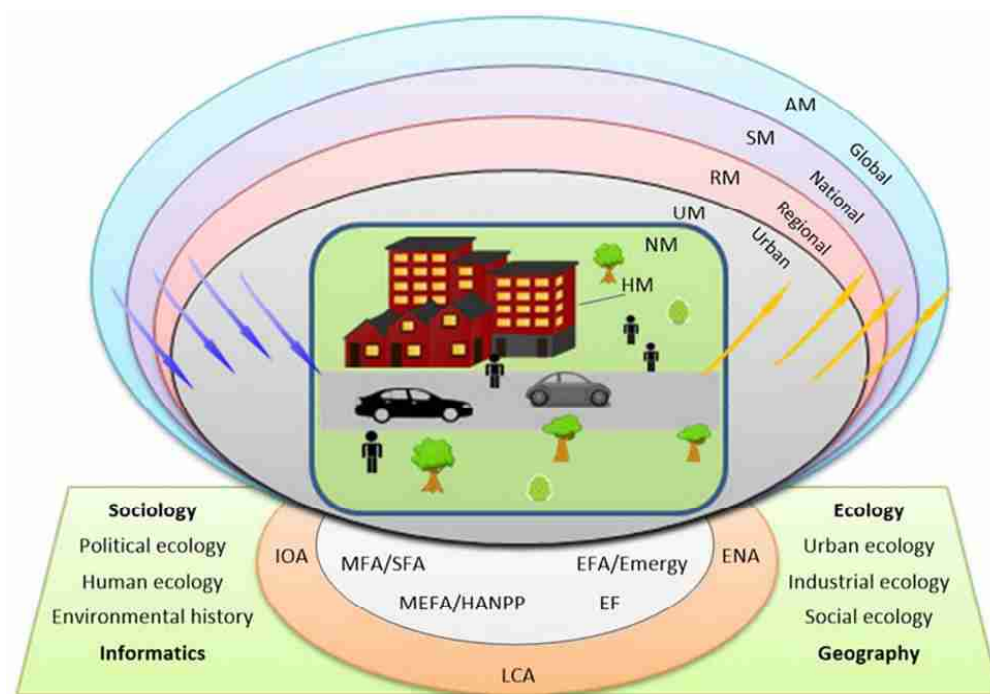 AM
Global
SM
National
RM
Regional
UM
Urban
NM
HM
Sociology
Political ecology
Human ecology
Environmental history
Informatics
IOA
MFA/SFA
EFA/Emergy
ENA
MEFA/HANPP
EF
LCA
Ecology
Urban ecology
Industrial ecology
Social ecology
Geography